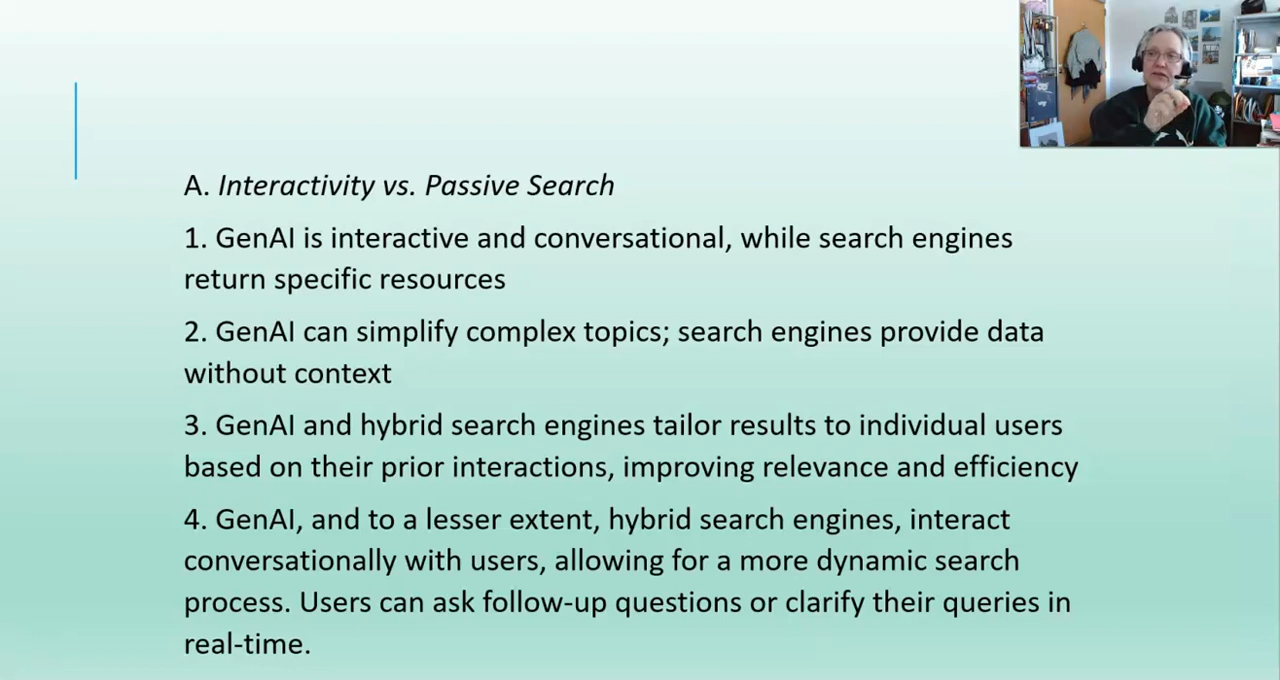 A. Interactivity vs. Passive Search
1. GenAI is interactive and conversational, while search engines
return specific resources
2. GenAI can simplify complex topics; search engines provide data
without context
3. GenAI and hybrid search engines tailor results to individual users
based on their prior interactions, improving relevance and efficiency
4. GenAI, and to a lesser extent, hybrid search engines, interact
conversationally with users, allowing for a more dynamic search
process. Users can ask follow-up questions or clarify their queries in
real-time.